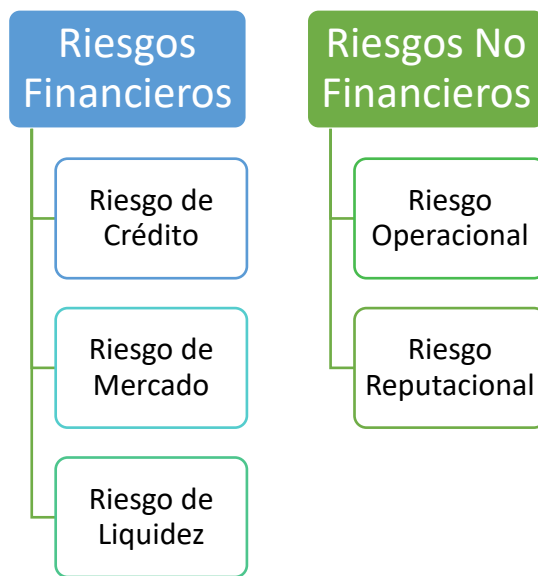 Riesgos
Financieros
Riesgo de
Crédito
Riesgo de
Mercado
Riesgo de
Liquidez
Riesgos No
Financieros
Riesgo
Operacional
Riesgo
Reputacional